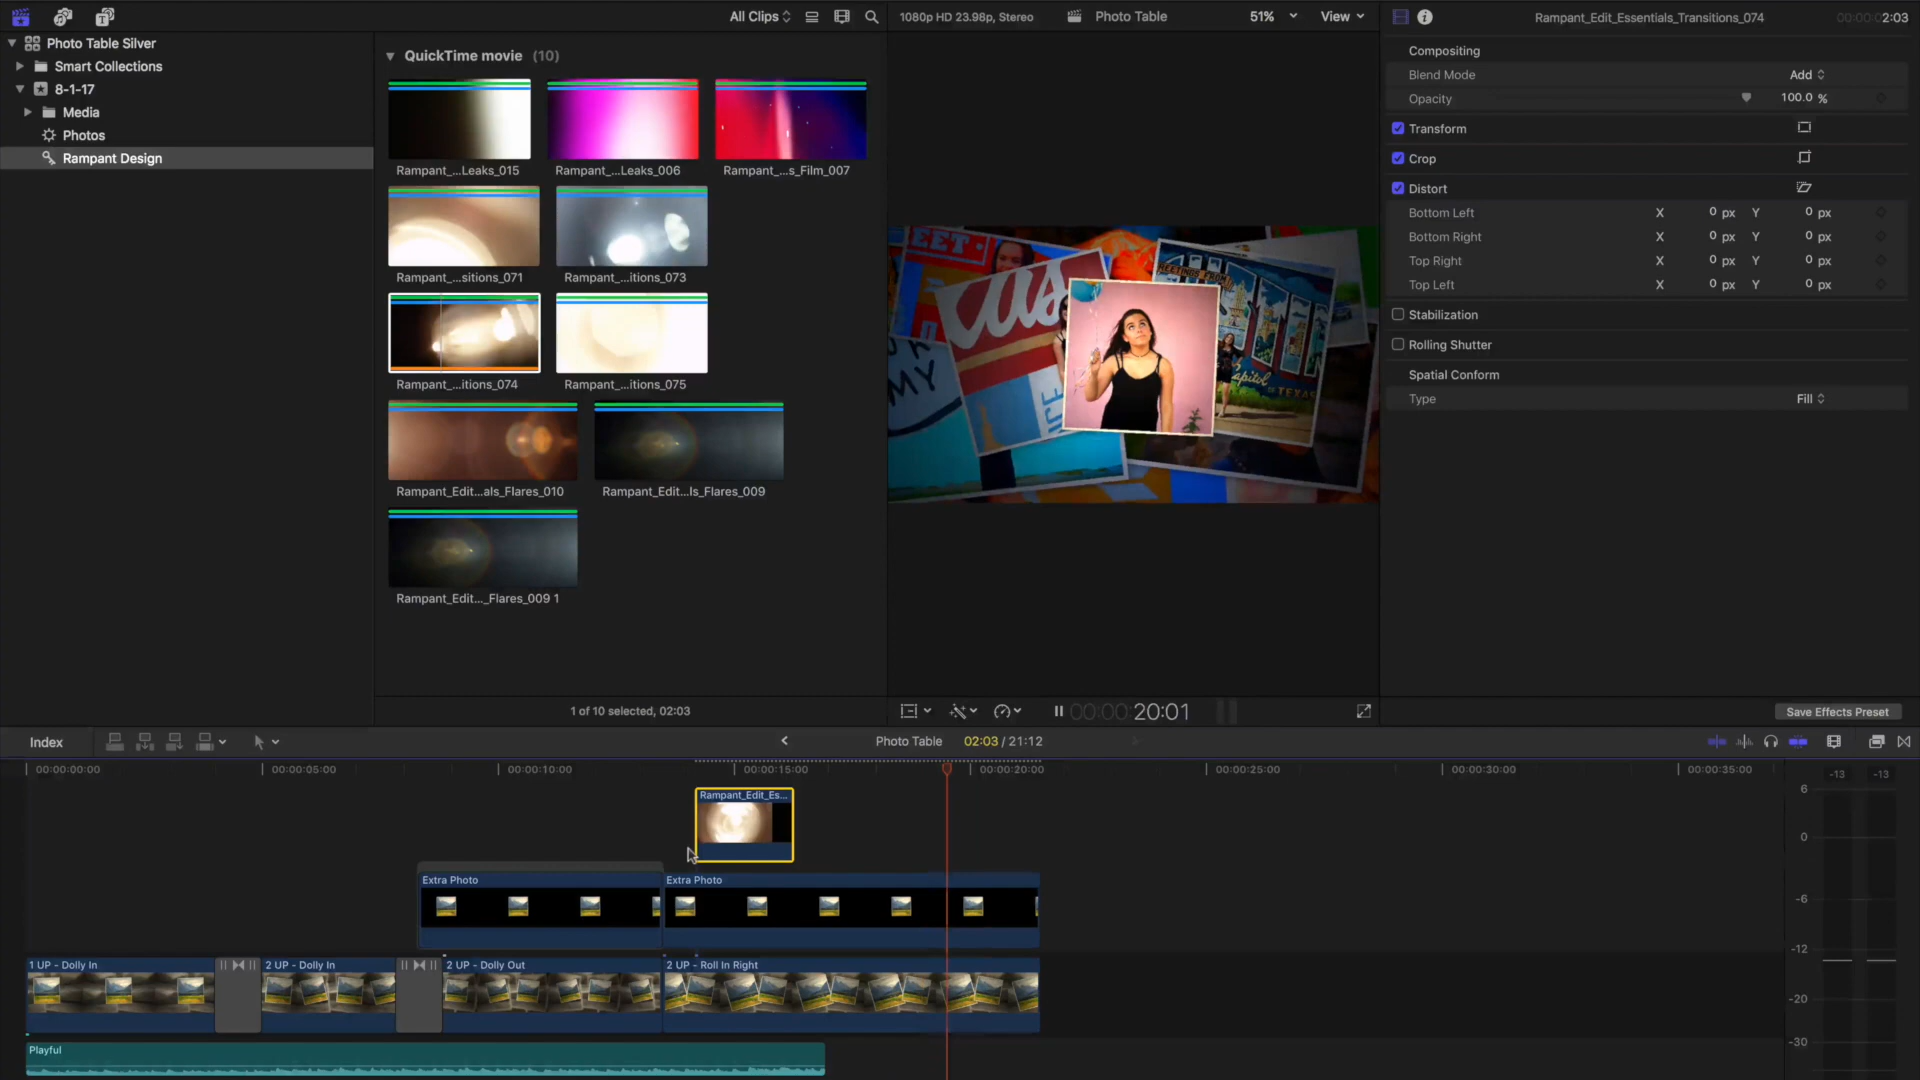 All Clips
1080p HD 23.98p, Stereo
Photo Table
51%
View
Rampant_Edit_Essentials_Transitions_074
00:00:02:03
Photo Table Silver
Smart Collections
8-1-17
Media
Photos
Rampant Design
QuickTime movie (10)
Rampant_...Leaks_015
Rampant_...Leaks_006
Rampant_...s_Film_007
Rampant_...sitions_071
Rampant_...itions_073
Rampant_...itions_074
Rampant_...itions_075
Rampant_Edit...als_Flares_010
Rampant_Edit...ls_Flares_009
Rampant_Edit..._Flares_009 1
1 of 10 selected, 02:03
Compositing
Blend Mode
Add
Opacity
100.0 %
Transform
Crop
Distort
Bottom Left X 0 px Y 0 px
Bottom Right X 0 px Y 0 px
Top Right X 0 px Y 0 px
Top Left X 0 px Y 0 px
Stabilization
Rolling Shutter
Spatial Conform
Type
Fill
EET
GREETINGS FROM
Capitol
of TEXAS
MY
00:00:20:01
Save Effects Preset
Index
Photo Table
02:03 / 21:12
00:00:00:00
00:00:05:00
00:00:10:00
00:00:15:00
00:00:20:00
00:00:25:00
00:00:30:00
00:00:35:00
-13 -13
6
0
-6
-12
-20
-30
Rampant_Edit_Es...
Extra Photo
Extra Photo
1 UP - Dolly In
2 UP - Dolly In
2 UP - Dolly Out
2 UP - Roll In Right
Playful